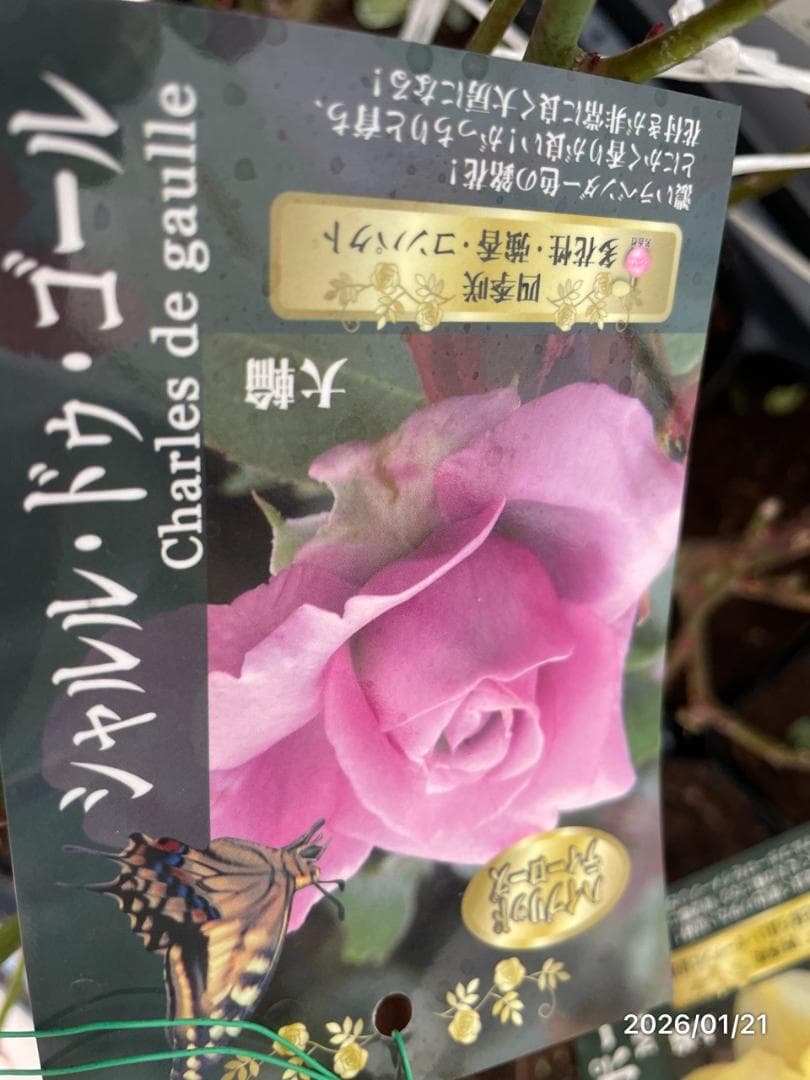 シャルル・ドゥ・ゴール
Charles de gaulle
濃いラベンダー色の銘花!
とにかく香りが良い!がっちりと育ち、
花付きが非常に良く大房になる!
四季咲
多花性・強香・コンパクト
大輪
ハイブリッド
ティーローズ
2026/01/21